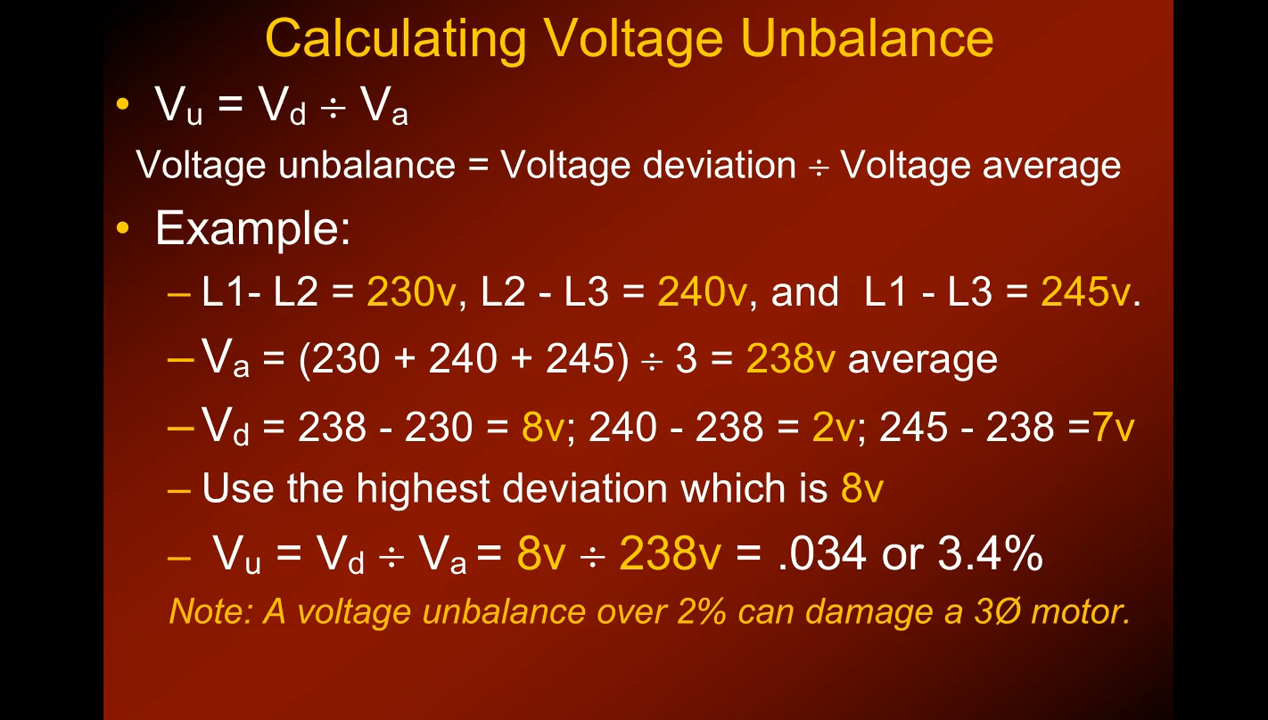 Calculating Voltage Unbalance
• Vu = Vd ÷ Va
Voltage unbalance = Voltage deviation ÷ Voltage average
• Example:
– L1- L2 = 230v, L2 - L3 = 240v, and L1 - L3 = 245v.
– Va = (230 + 240 + 245) ÷ 3 = 238v average
– Vd = 238 - 230 = 8v; 240 - 238 = 2v; 245 - 238 =7v
– Use the highest deviation which is 8v
– Vu = Vd ÷ Va = 8v ÷ 238v = .034 or 3.4%
Note: A voltage unbalance over 2% can damage a 3Ø motor.